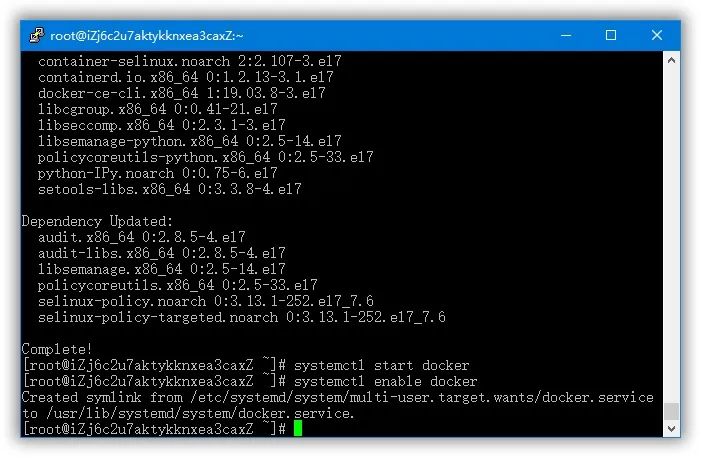 root@iZj6c2u7aktykknxea3caxZ:~
container-selinux.noarch 2:2.107-3.el7
containerd.io.x86_64 0:1.2.13-3.1.el7
docker-ce-cli.x86_64 1:19.03.8-3.el7
libcgroup.x86_64 0:0.41-21.el7
libseccomp.x86_64 0:2.3.1-3.el7
libsemanage-python.x86_64 0:2.5-14.el7
policycoreutils-python.x86_64 0:2.5-33.el7
python-IPy.noarch 0:0.75-6.el7
setools-libs.x86_64 0:3.3.8-4.el7
Dependency Updated:
audit.x86_64 0:2.8.5-4.el7
audit-libs.x86_64 0:2.8.5-4.el7
libsemanage.x86_64 0:2.5-14.el7
policycoreutils.x86_64 0:2.5-33.el7
selinux-policy.noarch 0:3.13.1-252.el7_7.6
selinux-policy-targeted.noarch 0:3.13.1-252.el7_7.6
Complete!
[root@iZj6c2u7aktykknxea3caxZ ~]# systemctl start docker
[root@iZj6c2u7aktykknxea3caxZ ~]# systemctl enable docker
Created symlink from /etc/systemd/system/multi-user.target.wants/docker.service
to /usr/lib/systemd/system/docker.service.
[root@iZj6c2u7aktykknxea3caxZ ~]#